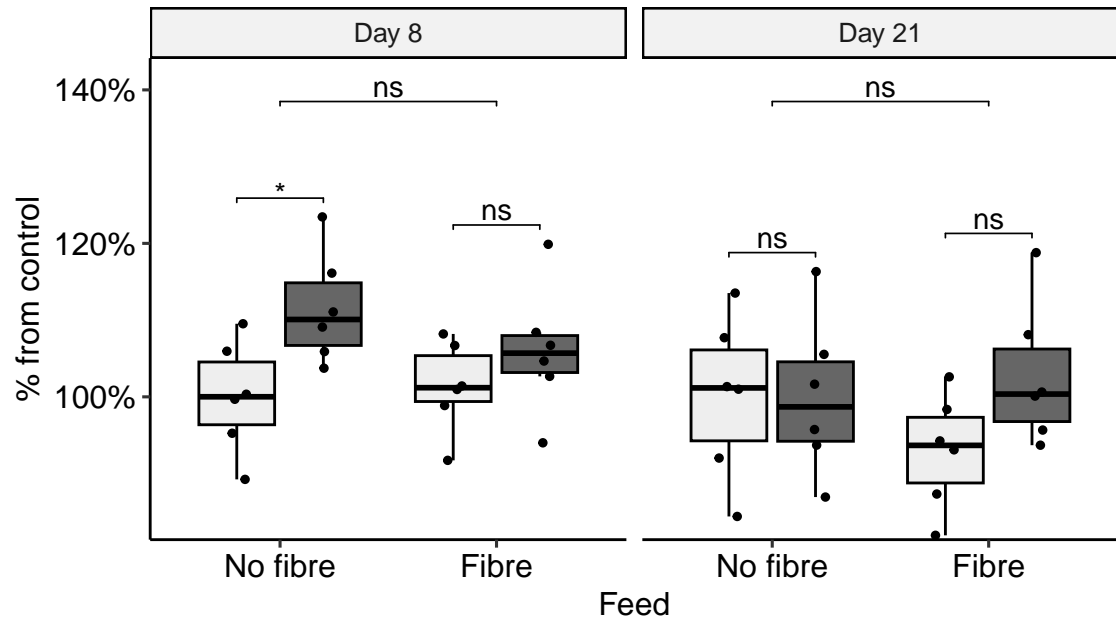 Day 8
Day 21
140%
120%
100%
% from control
ns
*
ns
ns
ns
ns
No fibre
Fibre
No fibre
Fibre
Feed